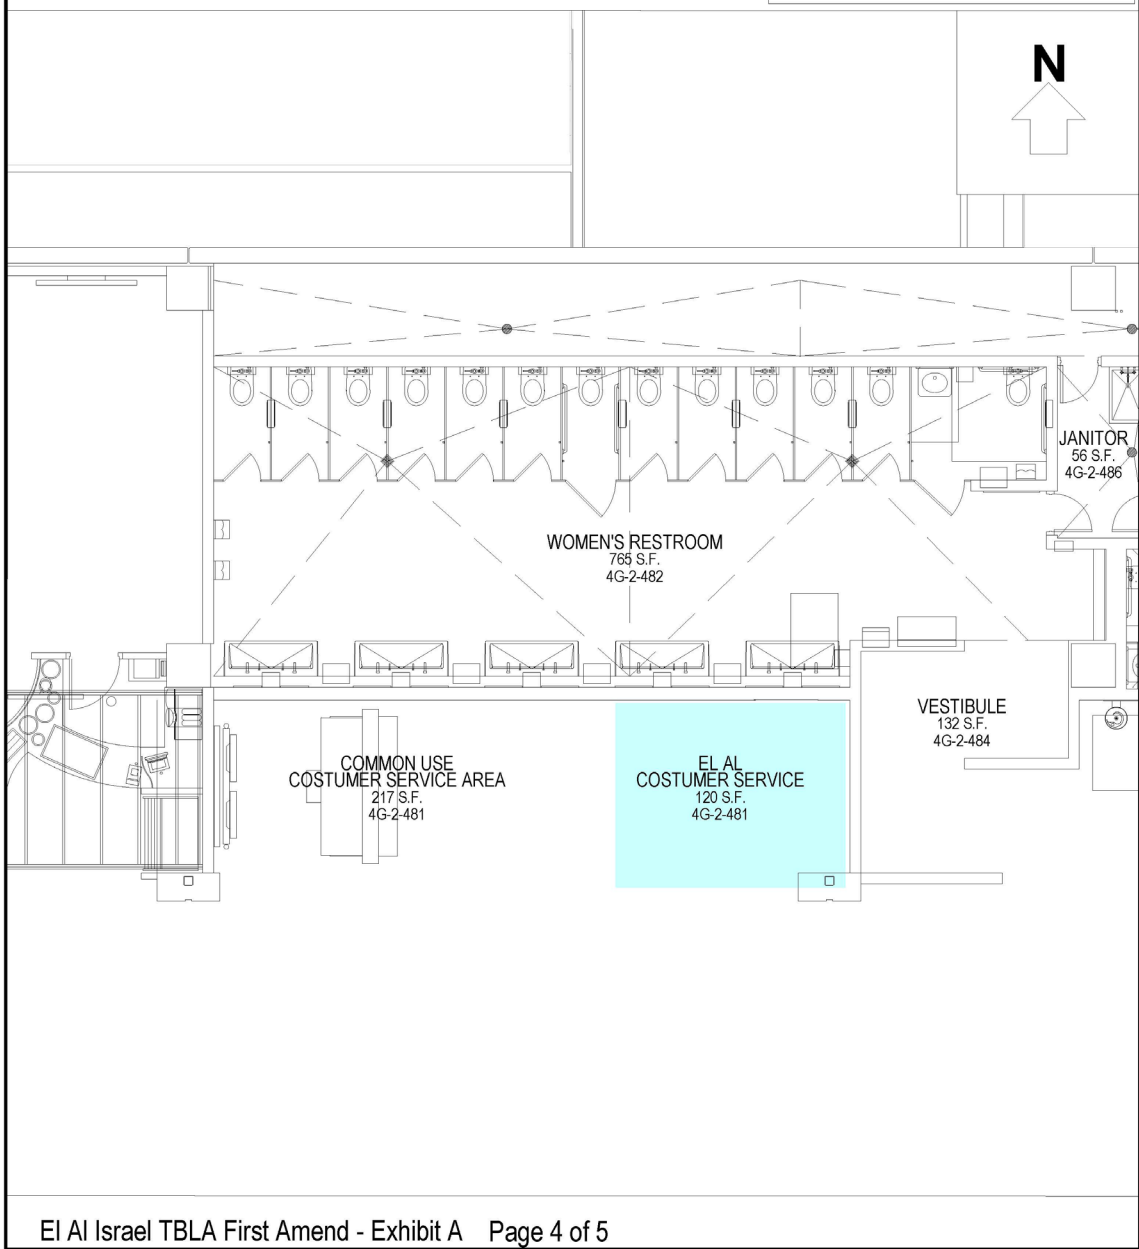 N
JANITOR
56 S.F.
4G-2-486
WOMEN'S RESTROOM
765 S.F.
4G-2-482
VESTIBULE
132 S.F.
4G-2-484
COMMON USE
COSTUMER SERVICE AREA
217 S.F.
4G-2-481
EL AL
COSTUMER SERVICE
120 S.F.
4G-2-481
El Al Israel TBLA First Amend - Exhibit A Page 4 of 5